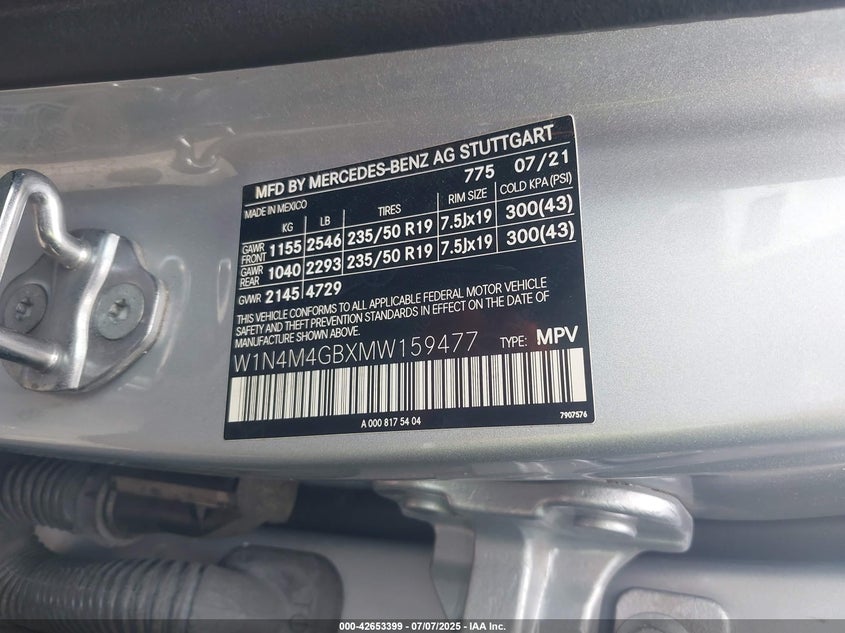 MFD BY MERCEDES-BENZ AG STUTTGART
MADE IN MEXICO 775 07/21
KG LB TIRES RIM SIZE COLD KPA (PSI)
GAWR FRONT 1155 2546 235/50 R19 7.5Jx19 300(43)
GAWR REAR 1040 2293 235/50 R19 7.5Jx19 300(43)
GVWR 2145 4729
THIS VEHICLE CONFORMS TO ALL APPLICABLE FEDERAL MOTOR VEHICLE
SAFETY AND THEFT PREVENTION STANDARDS IN EFFECT ON THE DATE OF
MANUFACTURE SHOWN ABOVE.
W1N4M4GBXMW159477 TYPE: MPV
A 000 817 54 04 7907576
000-42653399 - 07/07/2025 - IAA Inc.